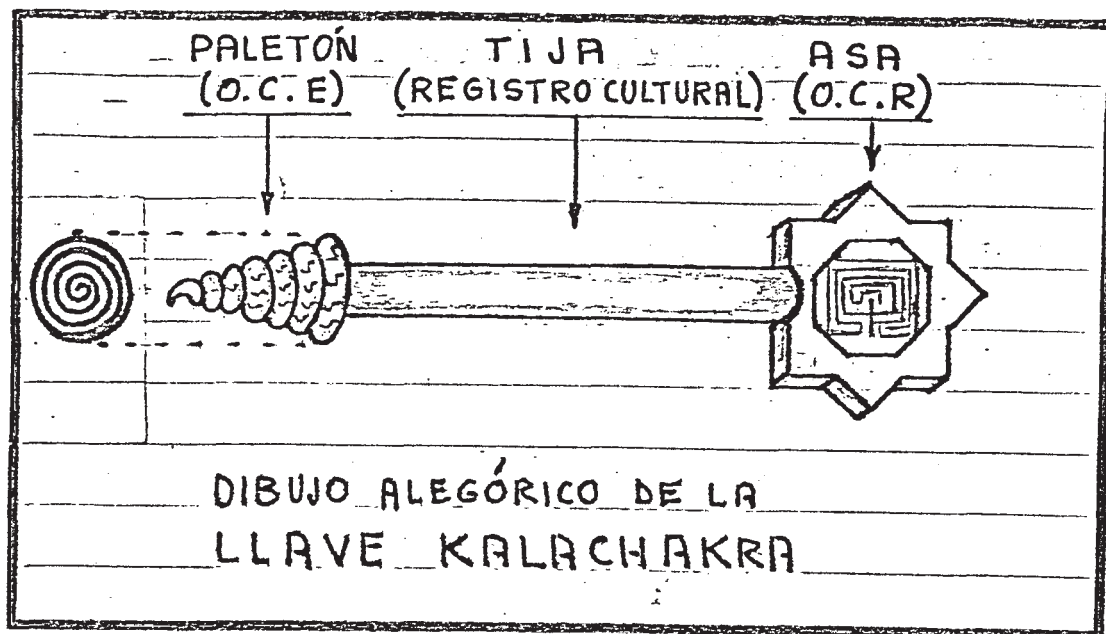 PALETÓN TIJA ASA
(O.C.E) (REGISTRO CULTURAL) (O.C.R)
DIBUJO ALEGÓRICO DE LA
LLAVE KALACHAKRA